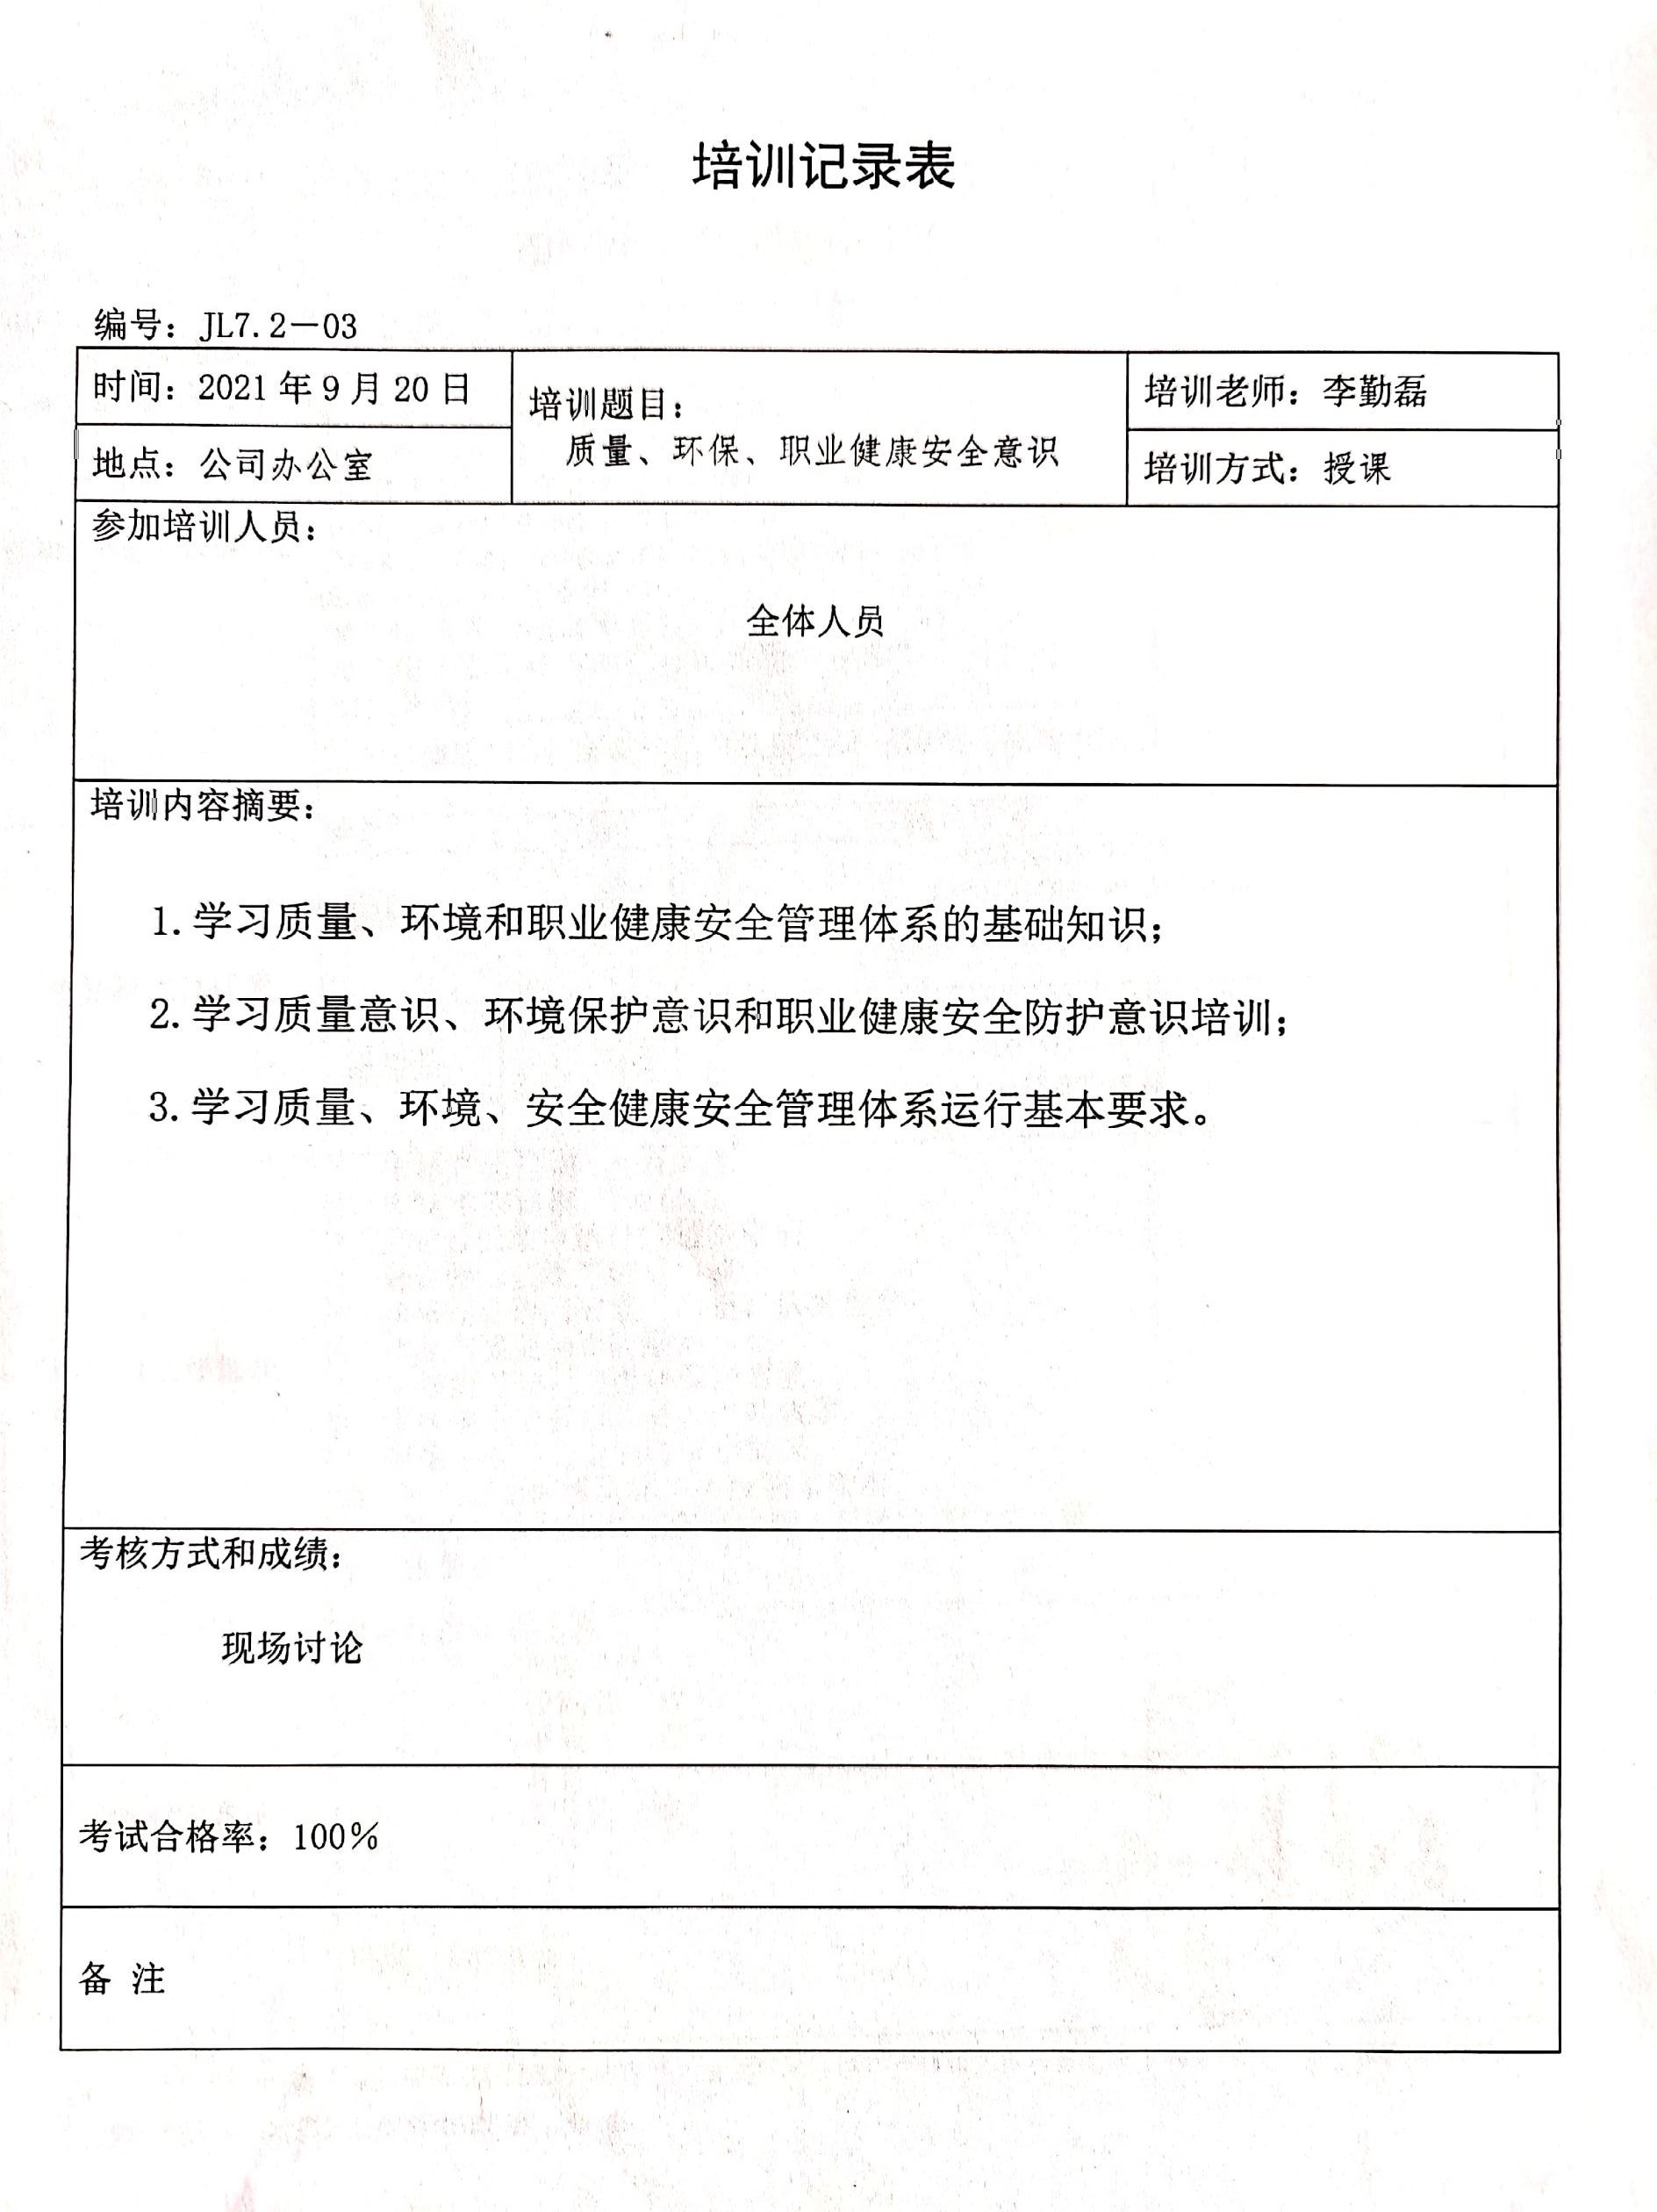 培训记录表
编号：JL7.2－03
时间：2021年9月20日
地点：公司办公室
培训题目：
质量、环保、职业健康安全意识
培训老师：李勤磊
培训方式：授课
参加培训人员：
全体人员
培训内容摘要：
1.学习质量、环境和职业健康安全管理体系的基础知识；
2.学习质量意识、环境保护意识和职业健康安全防护意识培训；
3.学习质量、环境、安全健康安全管理体系运行基本要求。
考核方式和成绩：
现场讨论
考试合格率：100%
备 注